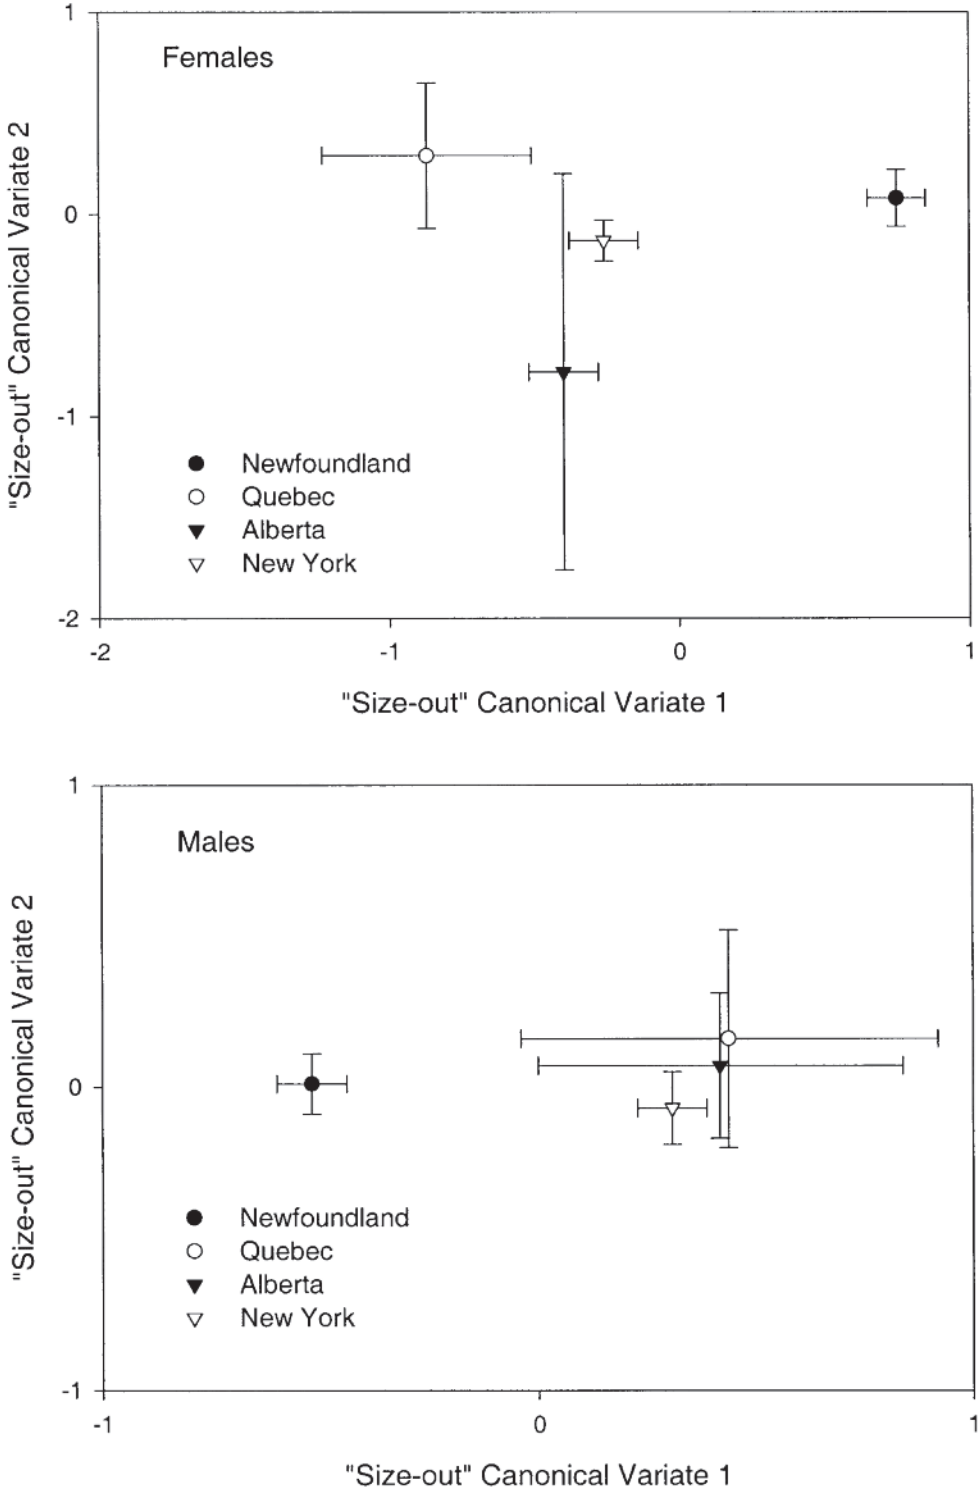 1
Females
0
-1
-2
"Size-out" Canonical Variate 2
Newfoundland
Quebec
Alberta
New York
-2
-1
0
1
"Size-out" Canonical Variate 1
1
Males
0
-1
"Size-out" Canonical Variate 2
Newfoundland
Quebec
Alberta
New York
-1
0
1
"Size-out" Canonical Variate 1